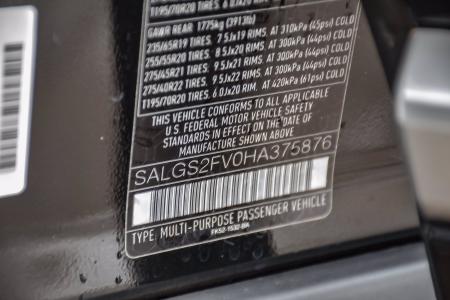 T195/70R20 TIRES.
GAWR REAR 1775kg (3913lb)
235/65R19 TIRES. 7.5Jx19 RIMS. AT 310kPa (45psi) COLD
255/55R20 TIRES. 8.5Jx20 RIMS. AT 300kPa (44psi) COLD
275/45R21 TIRES. 9.5Jx21 RIMS. AT 300kPa (44psi) COLD
275/40R22 TIRES. 9.5Jx22 RIMS. AT 300kPa (44psi) COLD
T195/70R20 TIRES. 6.0Jx20 RIM. AT 420kPa (61psi) COLD
THIS VEHICLE CONFORMS TO ALL APPLICABLE
U.S. FEDERAL MOTOR VEHICLE SAFETY
STANDARDS IN EFFECT ON THE DATE OF
MANUFACTURE SHOWN ABOVE
SALGS2FV0HA375876
TYPE: MULTI-PURPOSE PASSENGER VEHICLE